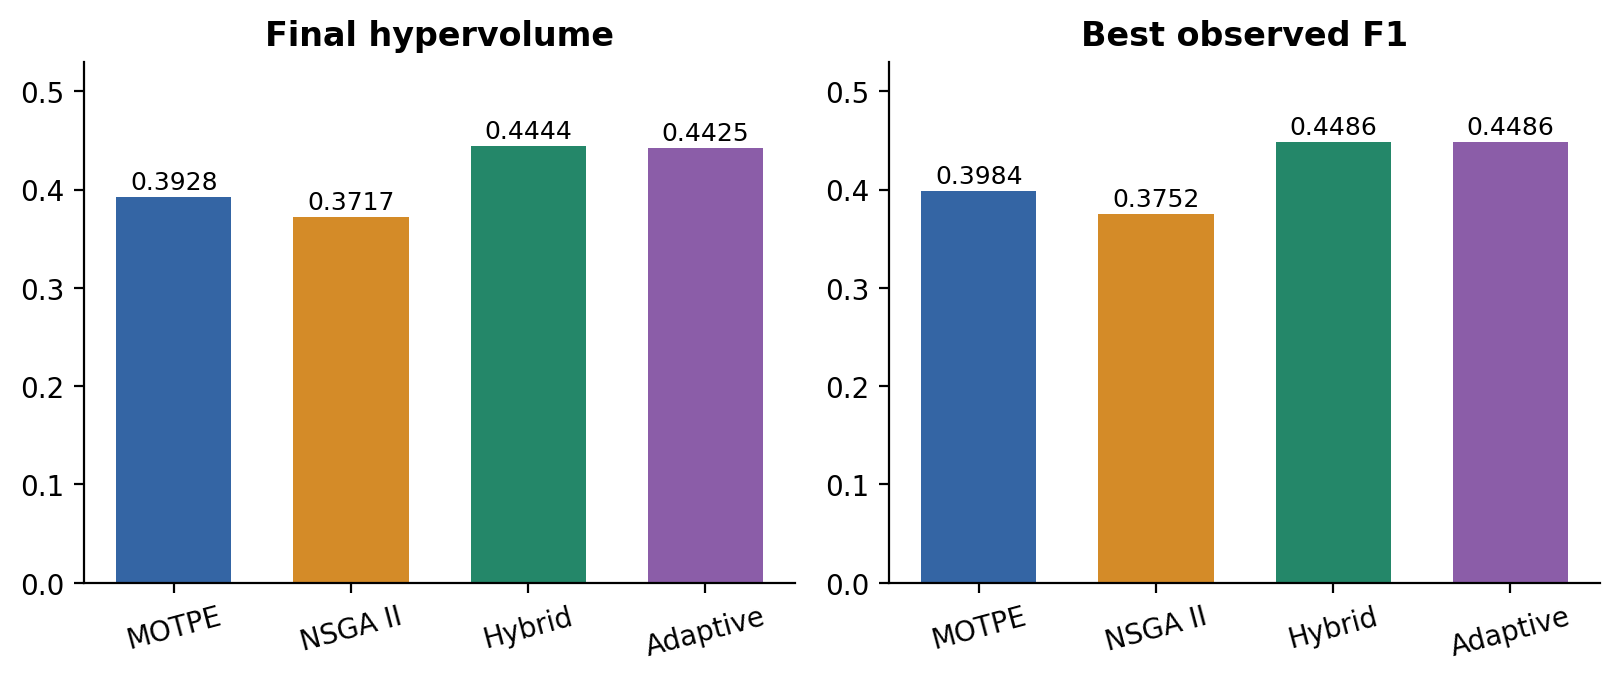 Final hypervolume
0.5
0.4
0.3
0.2
0.1
0.0
0.3928
0.3717
0.4444
0.4425
MOTPE
NSGA II
Hybrid
Adaptive
Best observed F1
0.5
0.4
0.3
0.2
0.1
0.0
0.3984
0.3752
0.4486
0.4486
MOTPE
NSGA II
Hybrid
Adaptive